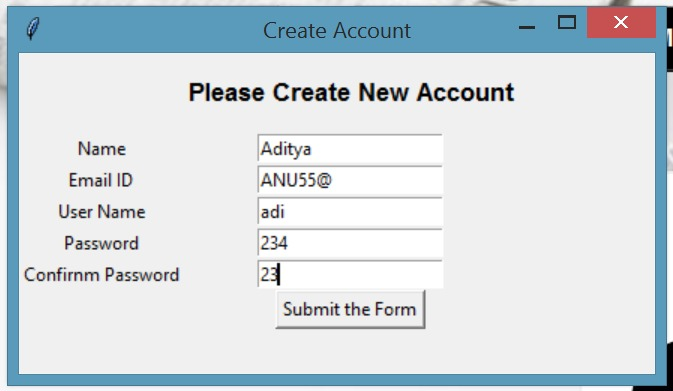 Create Account
Please Create New Account
Name Aditya
Email ID ANU55@
User Name adi
Password 234
Confirnm Password 23
Submit the Form